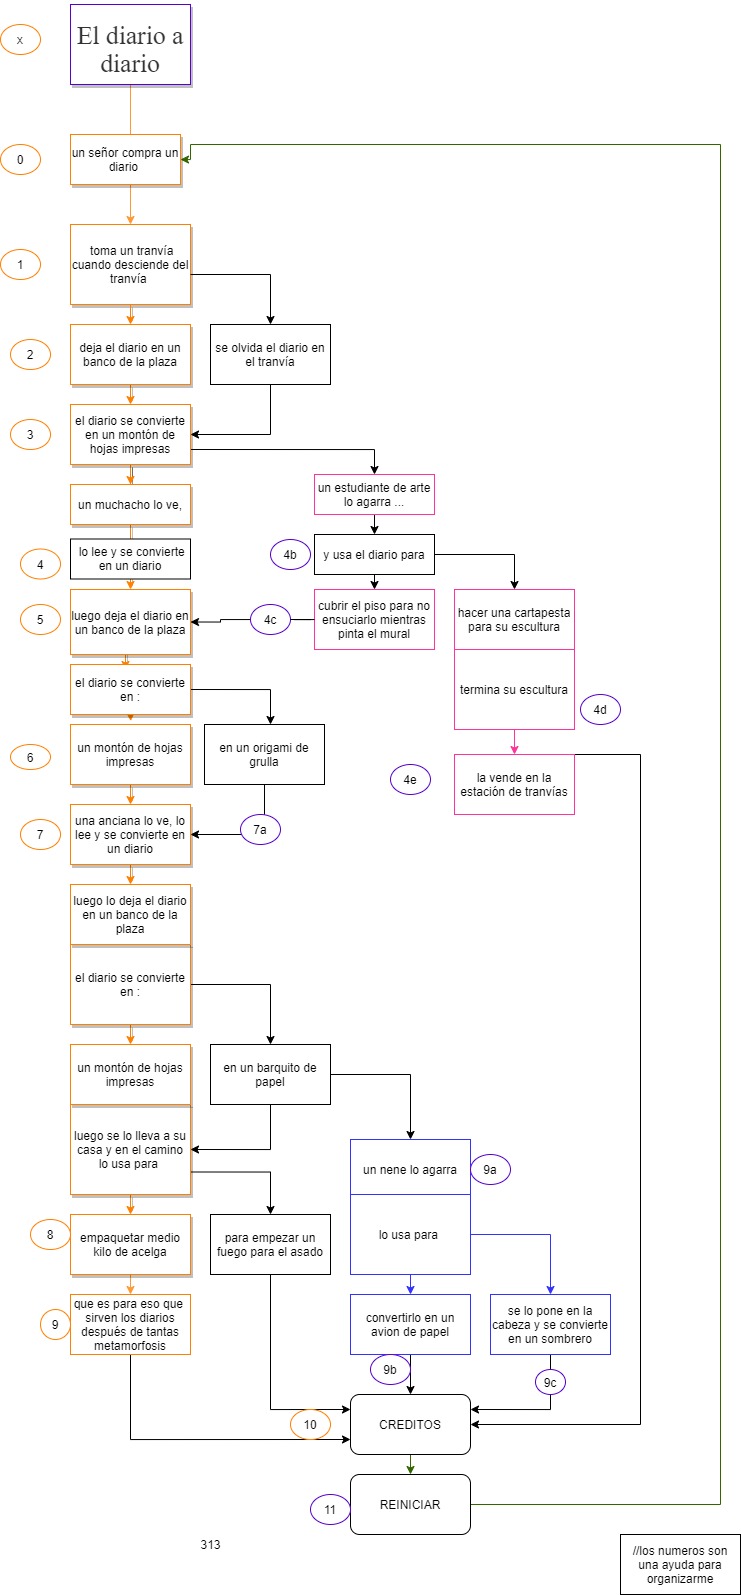 x
El diario a
diario
0
un señor compra un
diario
1
toma un tranvía
cuando desciende del
tranvía
2
deja el diario en un
banco de la plaza
se olvida el diario en
el tranvía
3
el diario se convierte
en un montón de
hojas impresas
un muchacho lo ve,
un estudiante de arte
lo agarra ...
4
lo lee y se convierte
en un diario
4b
y usa el diario para
5
luego deja el diario en
un banco de la plaza
4c
cubrir el piso para no
ensuciarlo mientras
pinta el mural
hacer una cartapesta
para su escultura
termina su escultura
4d
el diario se convierte
en :
6
un montón de hojas
impresas
en un origami de
grulla
4e
la vende en la
estación de tranvías
7
una anciana lo ve, lo
lee y se convierte en
un diario
7a
luego lo deja el diario
en un banco de la
plaza
el diario se convierte
en :
un montón de hojas
impresas
en un barquito de
papel
luego se lo lleva a su
casa y en el camino
lo usa para
un nene lo agarra
9a
8
empaquetar medio
kilo de acelga
para empezar un
fuego para el asado
lo usa para
9
que es para eso que
sirven los diarios
después de tantas
metamorfosis
convertirlo en un
avion de papel
se lo pone en la
cabeza y se convierte
en un sombrero
9b
9c
10
CREDITOS
11
REINICIAR
313
//los numeros son
una ayuda para
organizarme